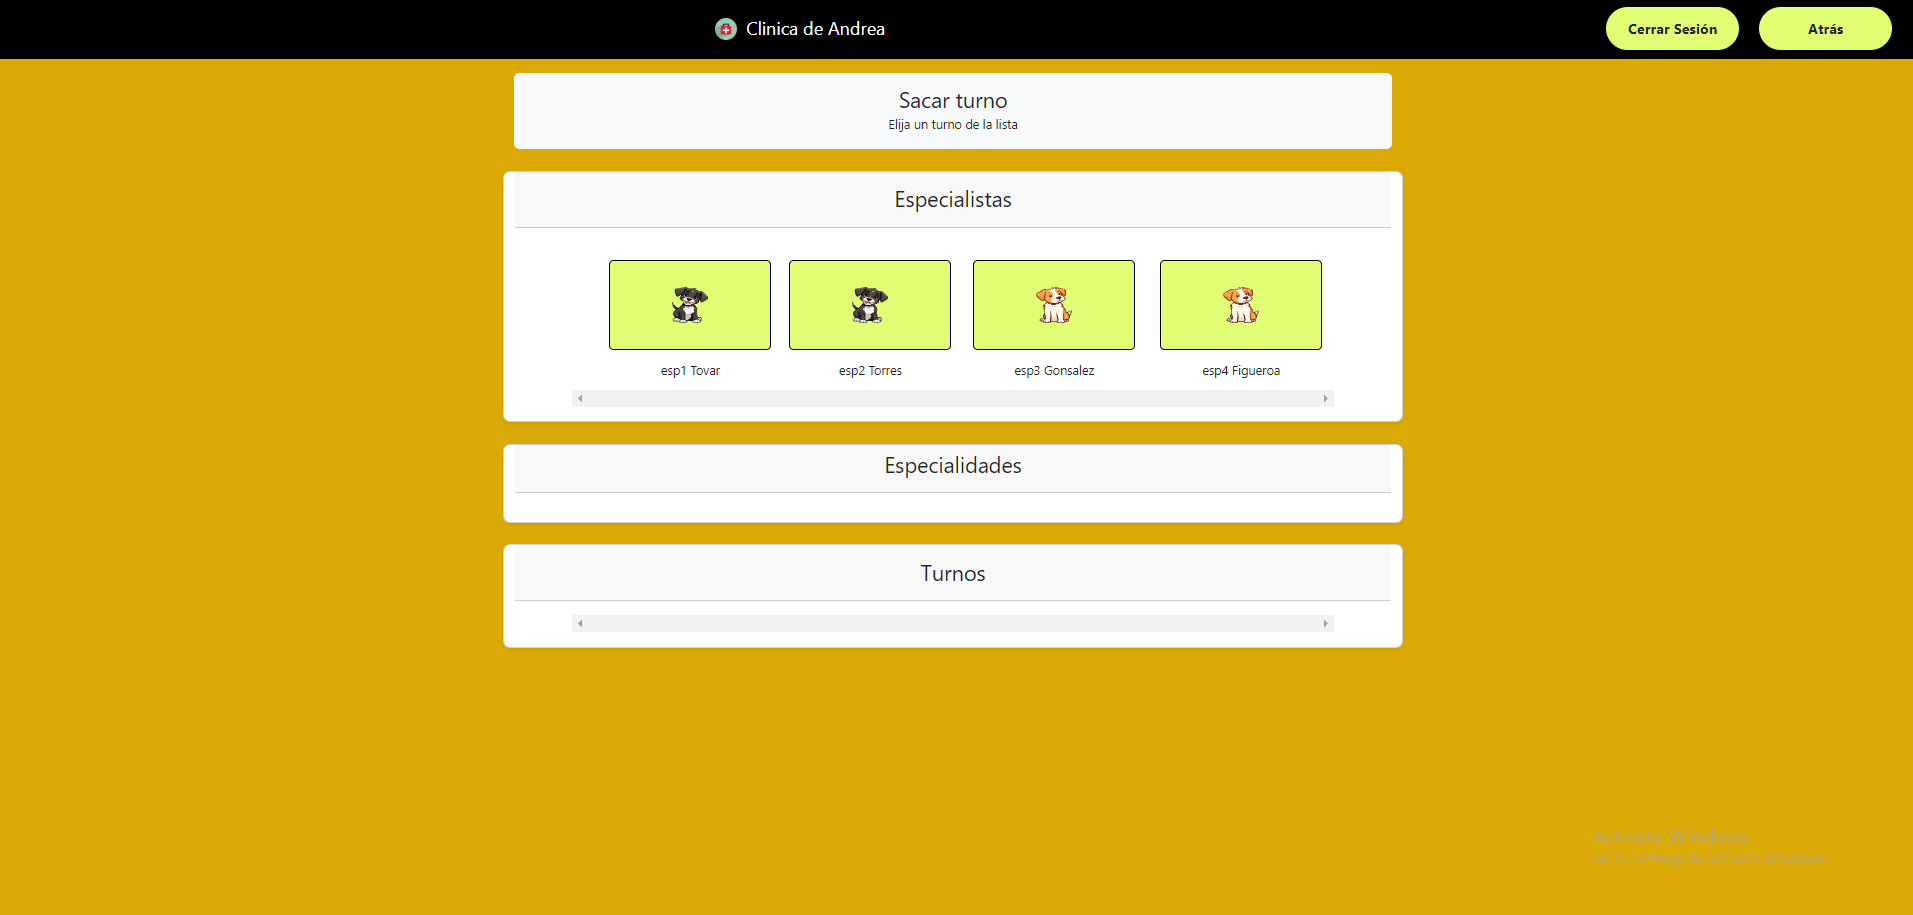 Clinica de Andrea
Cerrar Sesión
Atrás
Sacar turno
Elija un turno de la lista
Especialistas
esp1 Tovar
esp2 Torres
esp3 Gonsalez
esp4 Figueroa
Especialidades
Turnos
Activate Windows
Go to Settings to activate Windows.